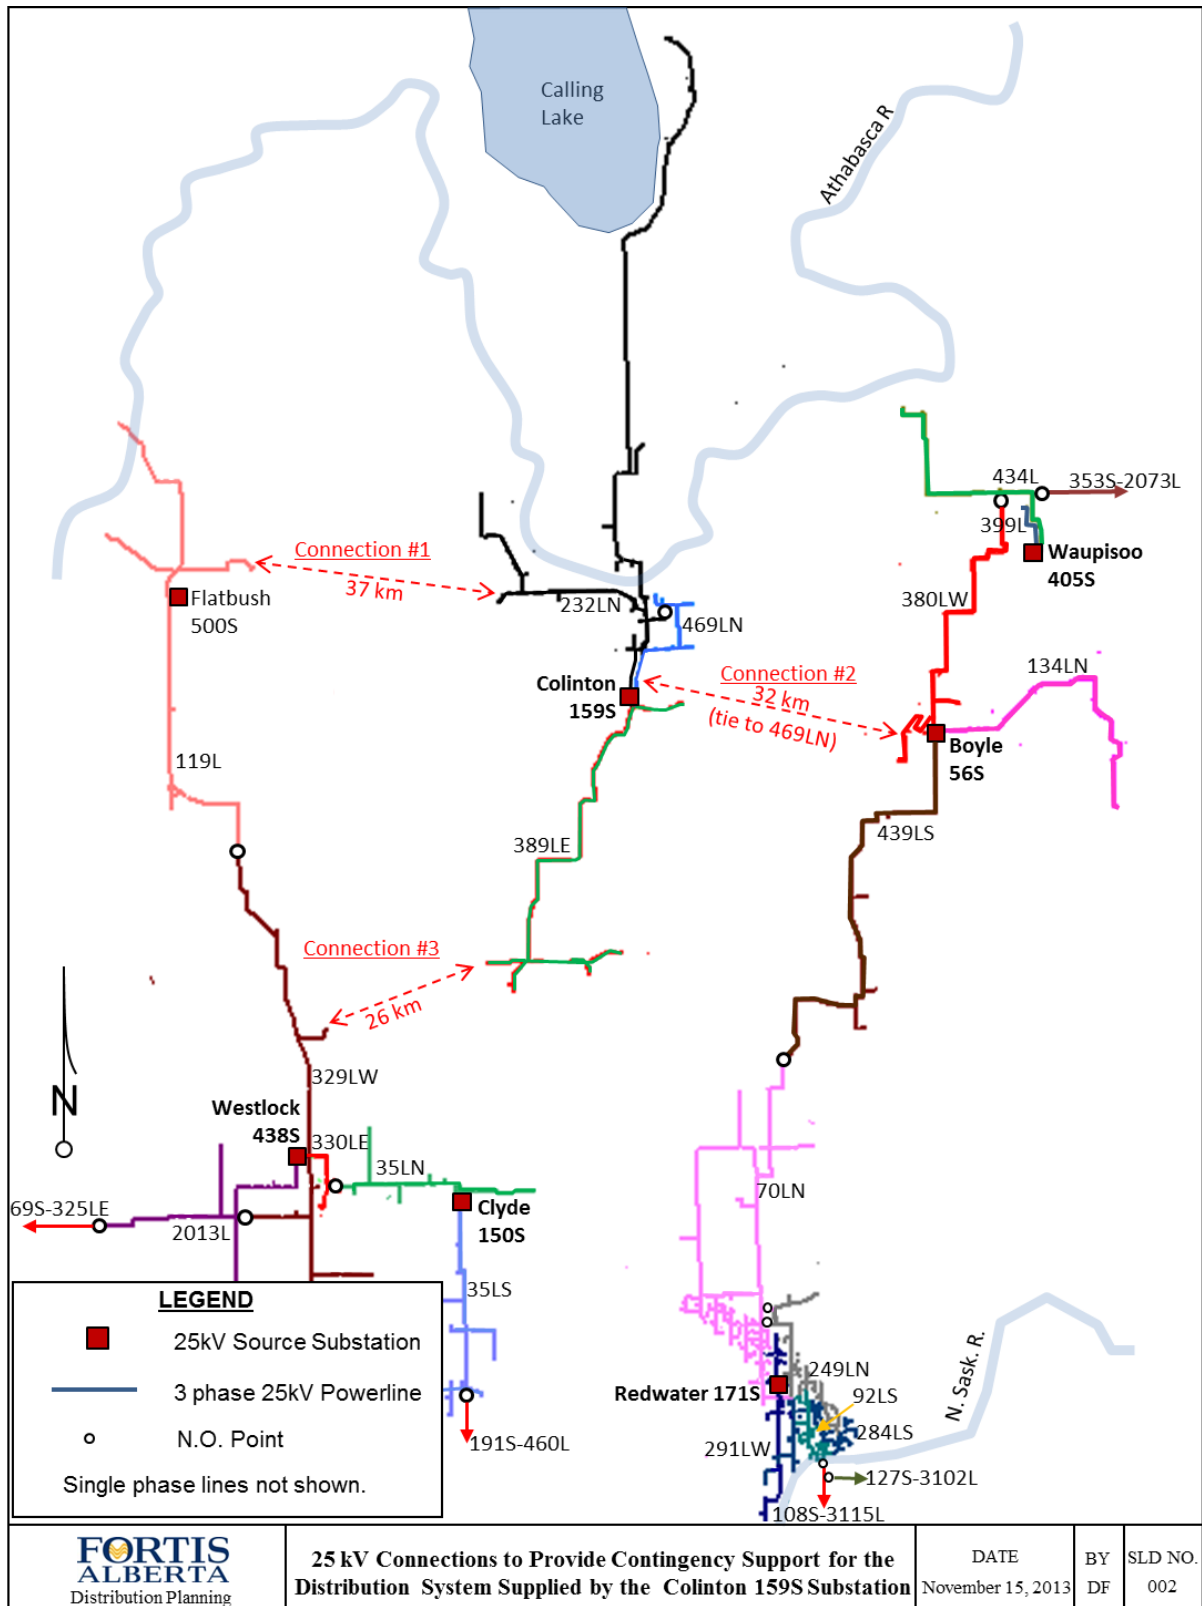 Calling
Lake
Athabasca R
434L
353S-2073L
399L
Waupisoo
405S
Connection #1
37 km
Flatbush
500S
232LN
469LN
380LW
134LN
Connection #2
32 km
(tie to 469LN)
Colinton
159S
Boyle
56S
119L
389LE
439LS
Connection #3
26 km
N
329LW
Westlock
438S
330LE
35LN
70LN
69S-325LE
2013L
Clyde
150S
35LS
LEGEND
25kV Source Substation
3 phase 25kV Powerline
N.O. Point
Single phase lines not shown.
191S-460L
N. Sask. R.
249LN
Redwater 171S
92LS
284LS
291LW
127S-3102L
108S-3115L
FORTIS
ALBERTA
Distribution Planning
25 kV Connections to Provide Contingency Support for the
Distribution System Supplied by the Colinton 159S Substation
DATE
November 15, 2013
BY
DF
SLD NO.
002